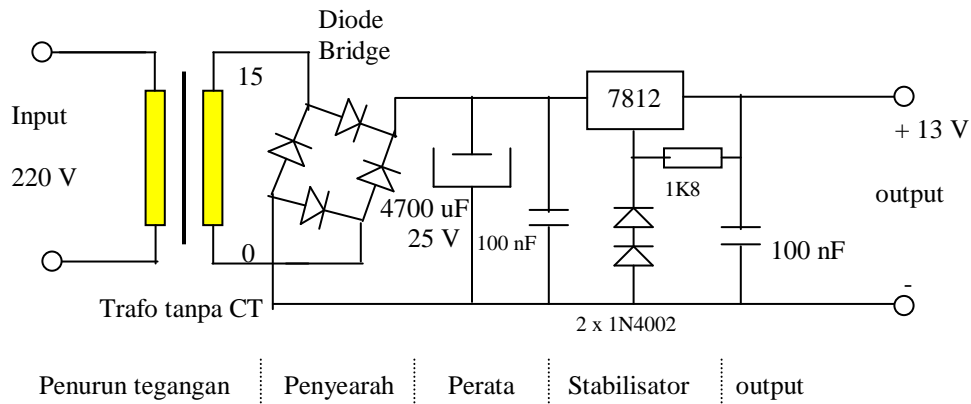 Diode
Bridge
15
7812
Input
+ 13 V
220 V
1K8
4700 uF
25 V
100 nF
output
0
100 nF
Trafo tanpa CT
-
2 x 1N4002
Penurun tegangan
Penyearah
Perata
Stabilisator
output